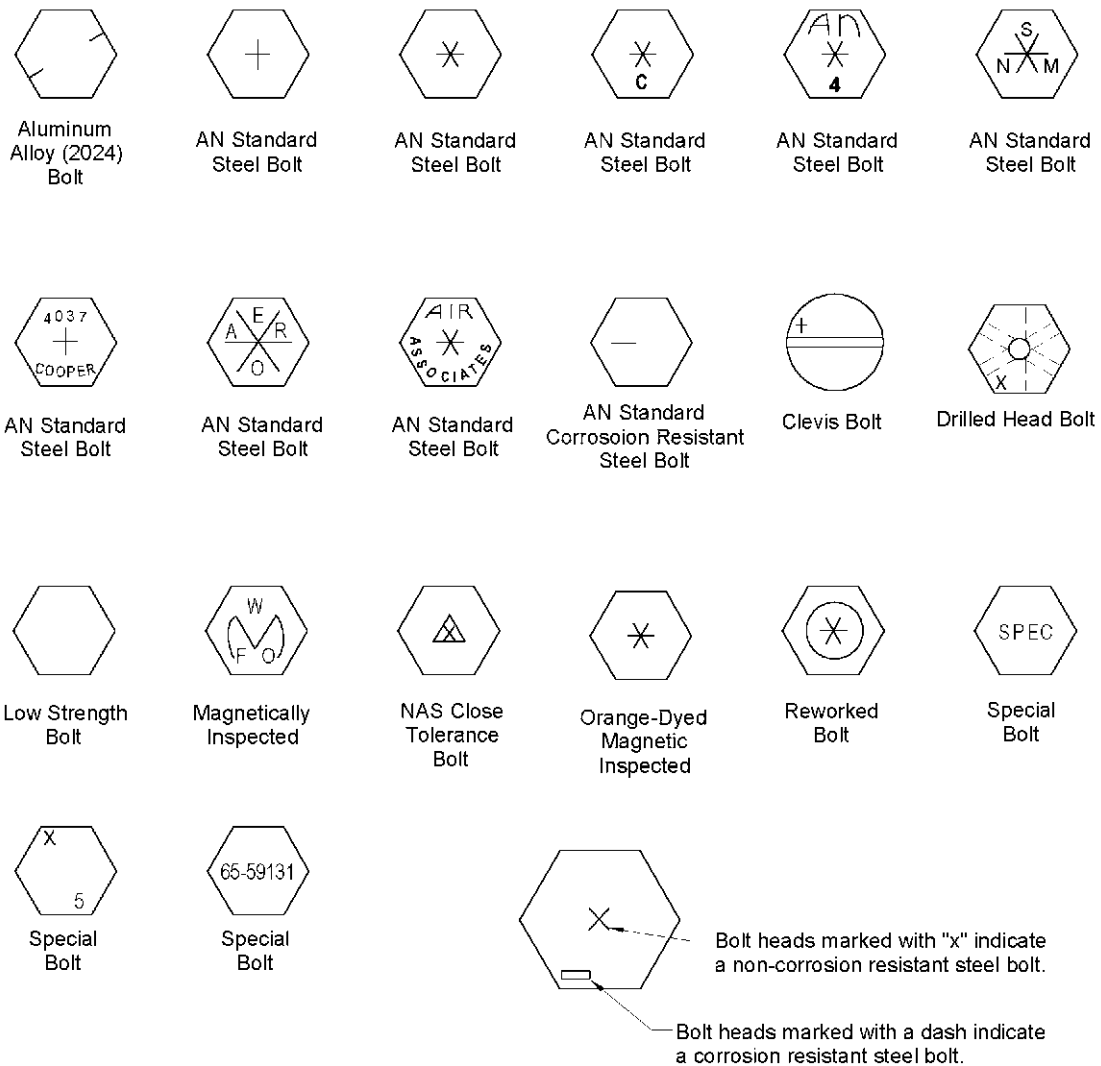 Aluminum
Alloy (2024)
Bolt
AN Standard
Steel Bolt
AN Standard
Steel Bolt
C
AN Standard
Steel Bolt
An
4
AN Standard
Steel Bolt
S
N M
AN Standard
Steel Bolt
4037
COOPER
AN Standard
Steel Bolt
E
A R
O
AN Standard
Steel Bolt
AIR
ASSOCIATES
AN Standard
Steel Bolt
AN Standard
Corrosoion Resistant
Steel Bolt
+
Clevis Bolt
X
Drilled Head Bolt
Low Strength
Bolt
W
F O
Magnetically
Inspected
X
NAS Close
Tolerance
Bolt
Orange-Dyed
Magnetic
Inspected
Reworked
Bolt
SPEC
Special
Bolt
X
5
Special
Bolt
65-59131
Special
Bolt
X
Bolt heads marked with "x" indicate
a non-corrosion resistant steel bolt.
Bolt heads marked with a dash indicate
a corrosion resistant steel bolt.